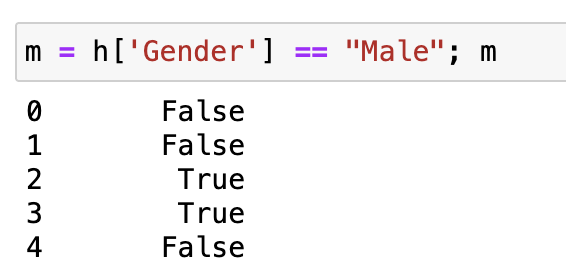 m = h['Gender'] == "Male"; m
0 False
1 False
2 True
3 True
4 False